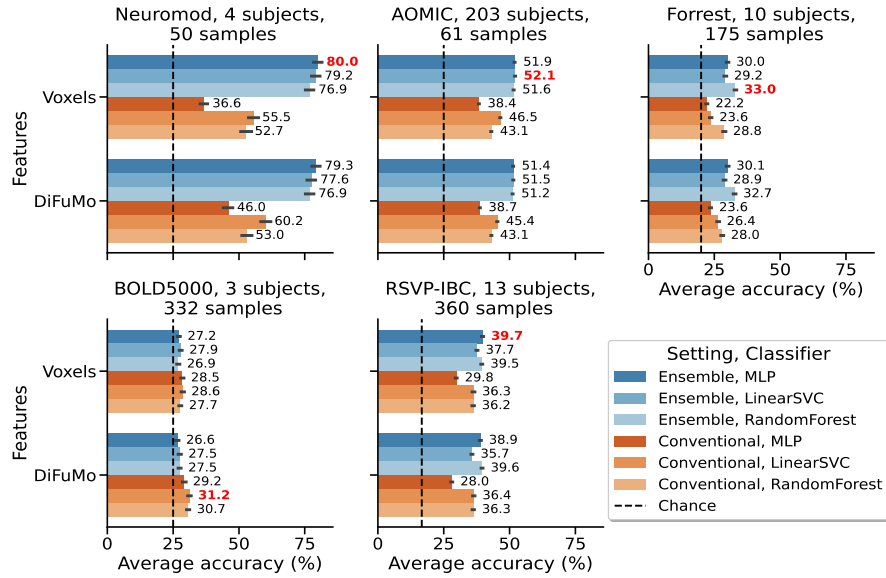 Neuromod, 4 subjects,
50 samples
Features
Voxels
80.0
79.2
76.9
36.6
55.5
52.7
DiFuMo
79.3
77.6
76.9
46.0
60.2
53.0
AOMIC, 203 subjects,
61 samples
51.9
52.1
51.6
38.4
46.5
43.1
51.4
51.5
51.2
38.7
45.4
43.1
Forrest, 10 subjects,
175 samples
30.0
29.2
33.0
22.2
23.6
28.8
30.1
28.9
32.7
23.6
26.4
28.0
0 25 50 75
Average accuracy (%)
BOLD5000, 3 subjects,
332 samples
Features
Voxels
27.2
27.9
26.9
28.5
28.6
27.7
DiFuMo
26.6
27.5
27.5
29.2
31.2
30.7
0 25 50 75
Average accuracy (%)
RSVP-IBC, 13 subjects,
360 samples
39.7
37.7
39.5
29.8
36.3
36.2
38.9
35.7
39.6
28.0
36.4
36.3
0 25 50 75
Average accuracy (%)
Setting, Classifier
Ensemble, MLP
Ensemble, LinearSVC
Ensemble, RandomForest
Conventional, MLP
Conventional, LinearSVC
Conventional, RandomForest
Chance